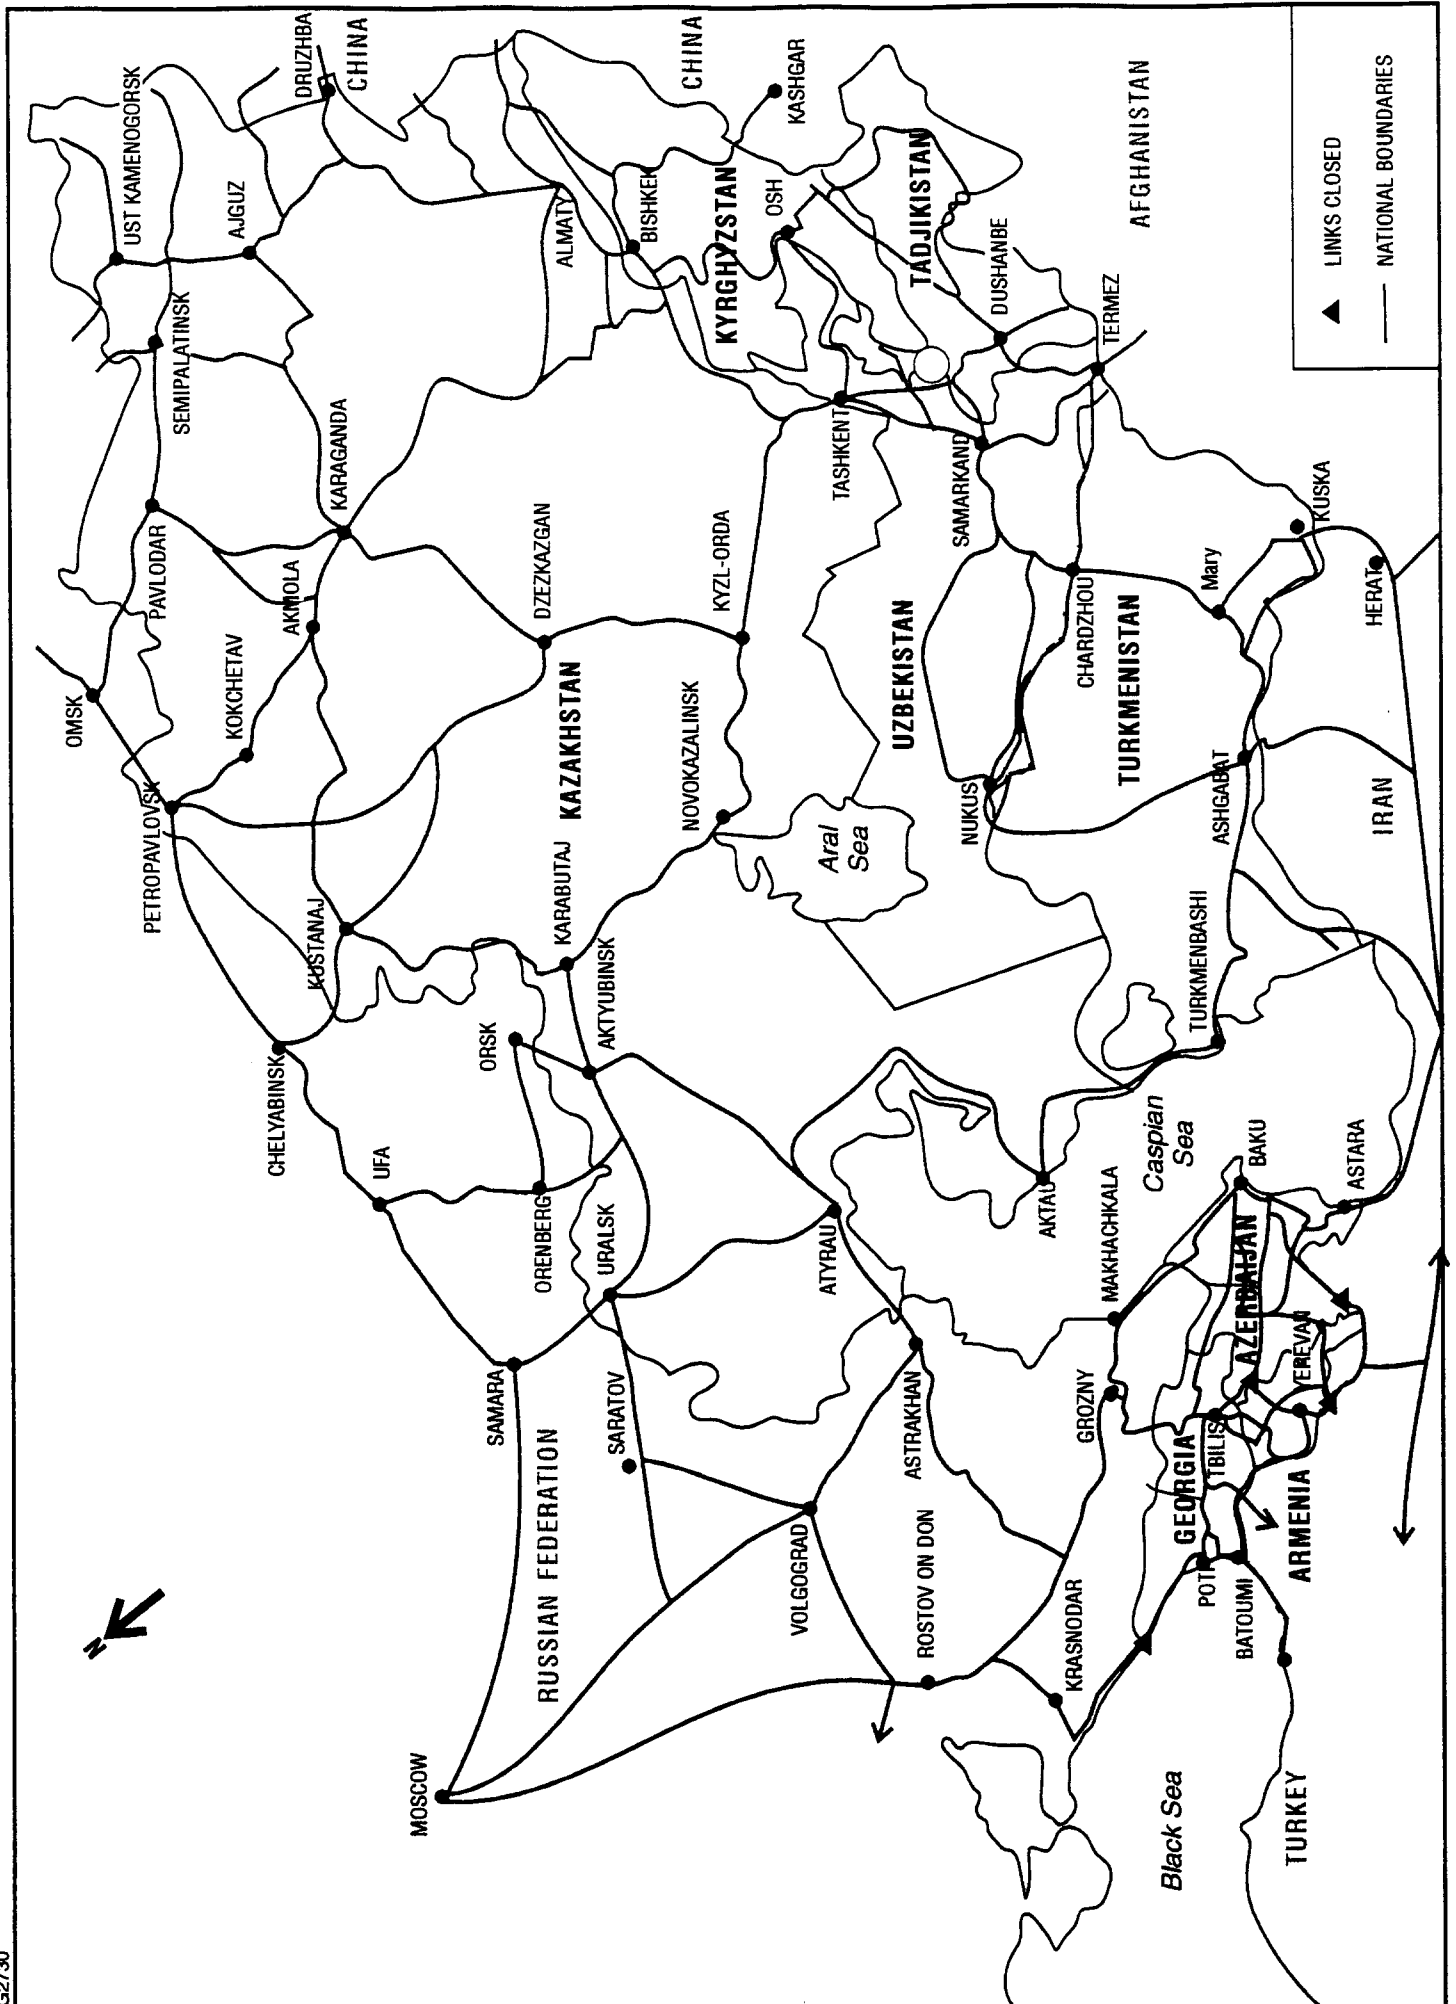 G2730
N
MOSCOW
RUSSIAN FEDERATION
SAMARA
SARATOV
VOLGOGRAD
ASTRAKHAN
ROSTOV ON DON
KRASNODAR
GROZNY
MAKHACHKALA
Black Sea
TURKEY
POTI
BATOUMI
GEORGIA
TBILISI
ARMENIA
YEREVAN
AZERBAIJAN
BAKU
ASTARA
Caspian
Sea
UFA
CHELYABINSK
ORENBERG
URALSK
ORSK
AKTYUBINSK
KARABUTAJ
ATYRAU
AKTAU
TURKMENBASHI
KUSTANAJ
PETROPAVLOVSK
OMSK
KOKCHETAV
AKMOLA
PAVLODAR
KARAGANDA
SEMIPALATINSK
UST KAMENOGORSK
AJGUZ
DRUZHBA
CHINA
KAZAKHSTAN
DZEZKAZGAN
KYZL-ORDA
NOVOKAZALINSK
Aral
Sea
UZBEKISTAN
NUKUS
TURKMENISTAN
CHARDZHOU
ASHGABAT
Mary
IRAN
HERAT
KUSKA
SAMARKAND
TASHKENT
ALMATY
BISHKEK
KYRGHYZSTAN
OSH
KASHGAR
CHINA
TADJIKISTAN
DUSHANBE
TERMEZ
AFGHANISTAN
LINKS CLOSED
NATIONAL BOUNDARIES